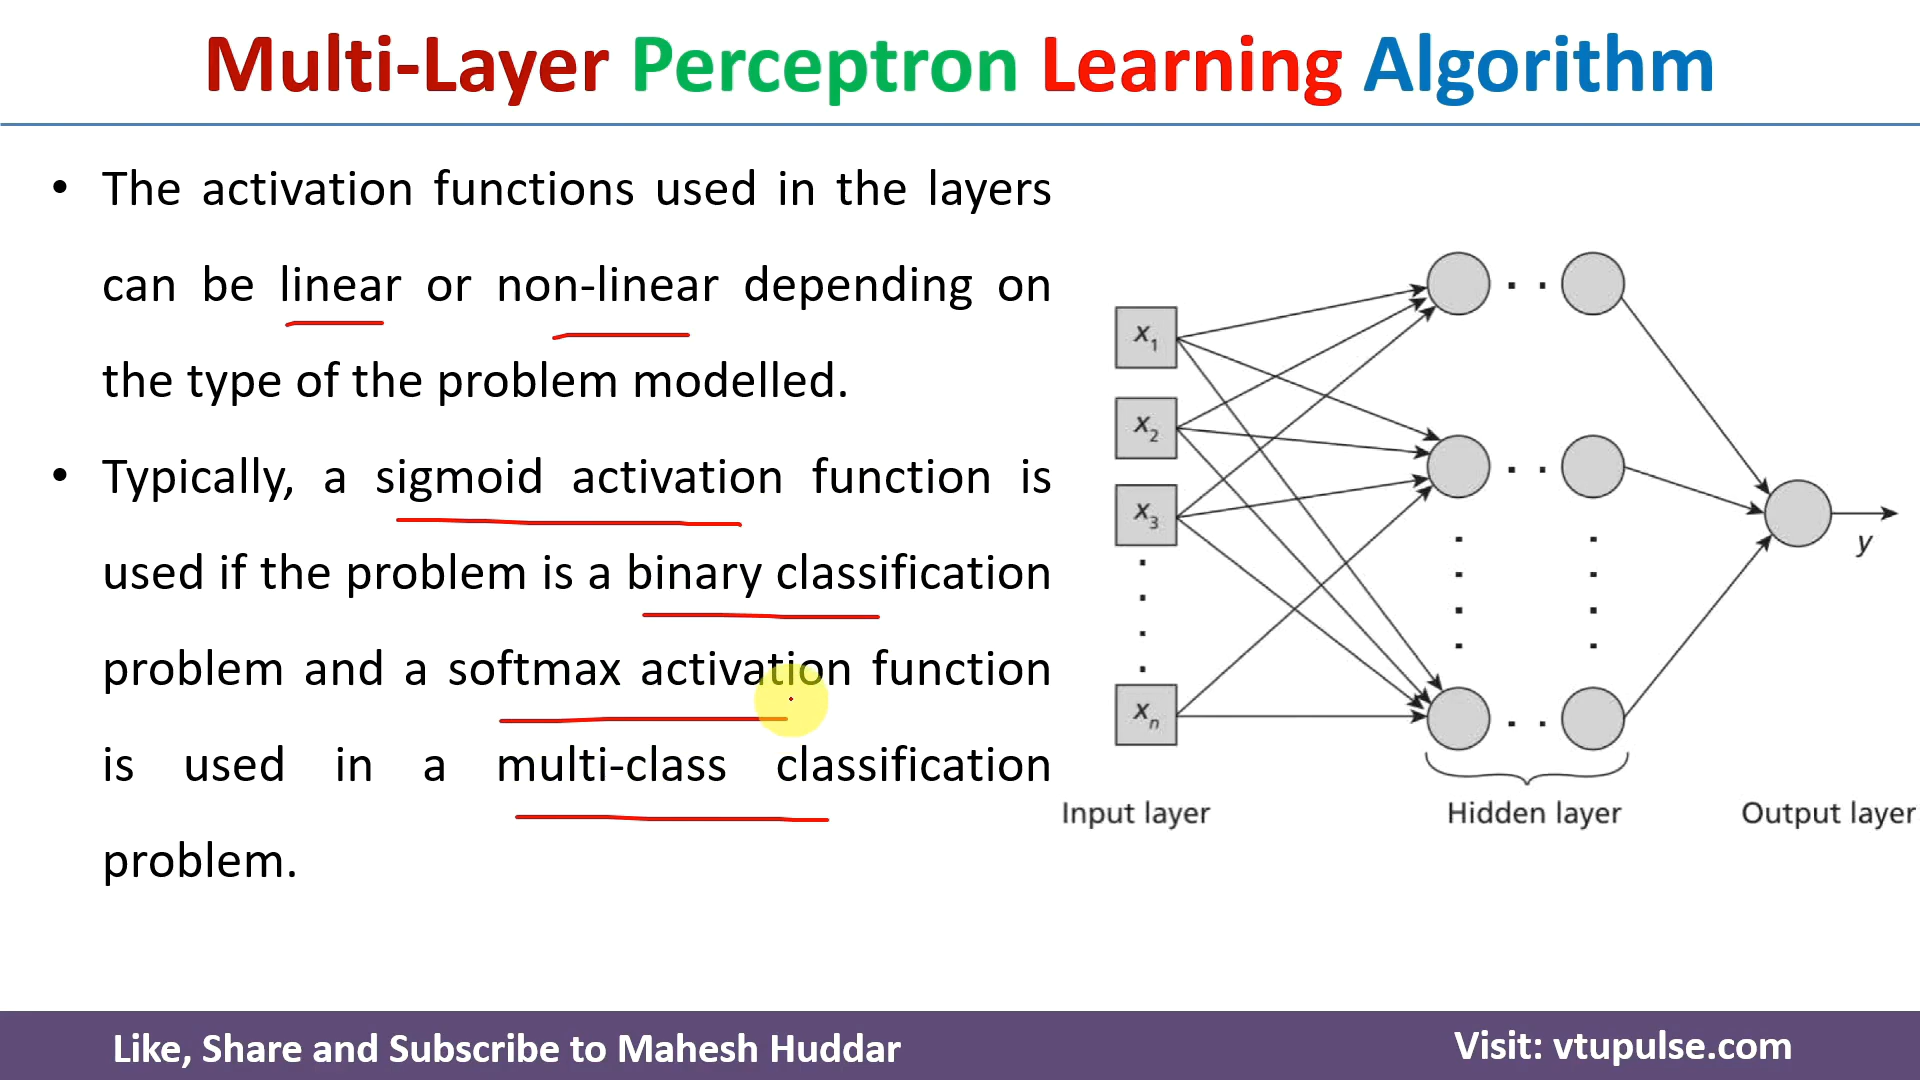 Multi-Layer Perceptron Learning Algorithm
• The activation functions used in the layers
can be linear or non-linear depending on
the type of the problem modelled.
• Typically, a sigmoid activation function is
used if the problem is a binary classification
problem and a softmax activation function
is used in a multi-class classification
problem.
x1
x2
x3
xn
y
Input layer
Hidden layer
Output layer
Like, Share and Subscribe to Mahesh Huddar
Visit: vtupulse.com